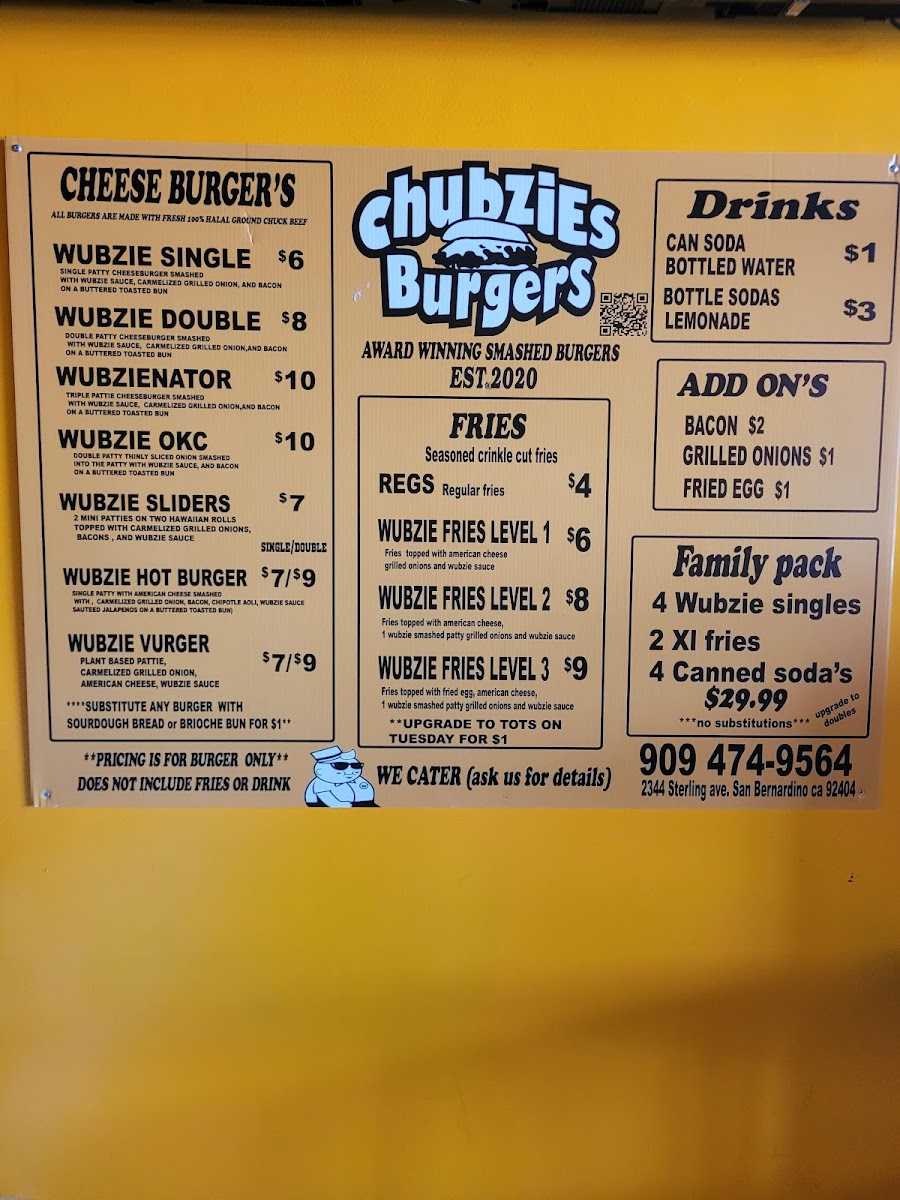 CHEESE BURGER'S
ALL BURGERS ARE MADE WITH FRESH 100% HALAL GROUND CHUCK BEEF
WUBZIE SINGLE $6
SINGLE PATTY CHEESEBURGER SMASHED
WITH WUBZIE SAUCE, CARMELIZED GRILLED ONION, AND BACON
ON A BUTTERED TOASTED BUN
WUBZIE DOUBLE $8
DOUBLE PATTY CHEESEBURGER SMASHED
WITH WUBZIE SAUCE, CARMELIZED GRILLED ONION,AND BACON
ON A BUTTERED TOASTED BUN
WUBZIENATOR $10
TRIPLE PATTIE CHEESEBURGER SMASHED
WITH WUBZIE SAUCE, CARMELIZED GRILLED ONION,AND BACON
ON A BUTTERED TOASTED BUN
WUBZIE OKC $10
DOUBLE PATTY THINLY SLICED ONION SMASHED
INTO THE PATTY WITH WUBZIE SAUCE, AND BACON
ON A BUTTERED TOASTED BUN
WUBZIE SLIDERS $7
2 MINI PATTIES ON TWO HAWAIIAN ROLLS
TOPPED WITH CARMELIZED GRILLED ONIONS,
BACONS , AND WUBZIE SAUCE
SINGLE/DOUBLE
WUBZIE HOT BURGER $7/$9
SINGLE PATTY WITH AMERICAN CHEESE SMASHED
WITH , CARMELIZED GRILLED ONION, BACON, CHIPOTLE AOLI, WUBZIE SAUCE
SAUTEED JALAPENOS ON A BUTTERED TOASTED BUN)
WUBZIE VURGER $7/$9
PLANT BASED PATTIE,
CARMELIZED GRILLED ONION,
AMERICAN CHEESE, WUBZIE SAUCE
****SUBSTITUTE ANY BURGER WITH
SOURDOUGH BREAD or BRIOCHE BUN FOR $1**
**PRICING IS FOR BURGER ONLY**
DOES NOT INCLUDE FRIES OR DRINK
Chubzies
Burgers
AWARD WINNING SMASHED BURGERS
EST.2020
FRIES
Seasoned crinkle cut fries
REGS Regular fries $4
WUBZIE FRIES LEVEL 1 $6
Fries topped with american cheese
grilled onions and wubzie sauce
WUBZIE FRIES LEVEL 2 $8
Fries topped with american cheese,
1 wubzie smashed patty grilled onions and wubzie sauce
WUBZIE FRIES LEVEL 3 $9
Fries topped with fried egg, american cheese,
1 wubzie smashed patty grilled onions and wubzie sauce
**UPGRADE TO TOTS ON
TUESDAY FOR $1
WE CATER (ask us for details)
Drinks
CAN SODA
BOTTLED WATER $1
BOTTLE SODAS
LEMONADE $3
ADD ON'S
BACON $2
GRILLED ONIONS $1
FRIED EGG $1
Family pack
4 Wubzie singles
2 Xl fries
4 Canned soda's
$29.99
***no substitutions***
upgrade to
doubles
909 474-9564
2344 Sterling ave. San Bernardino ca 92404